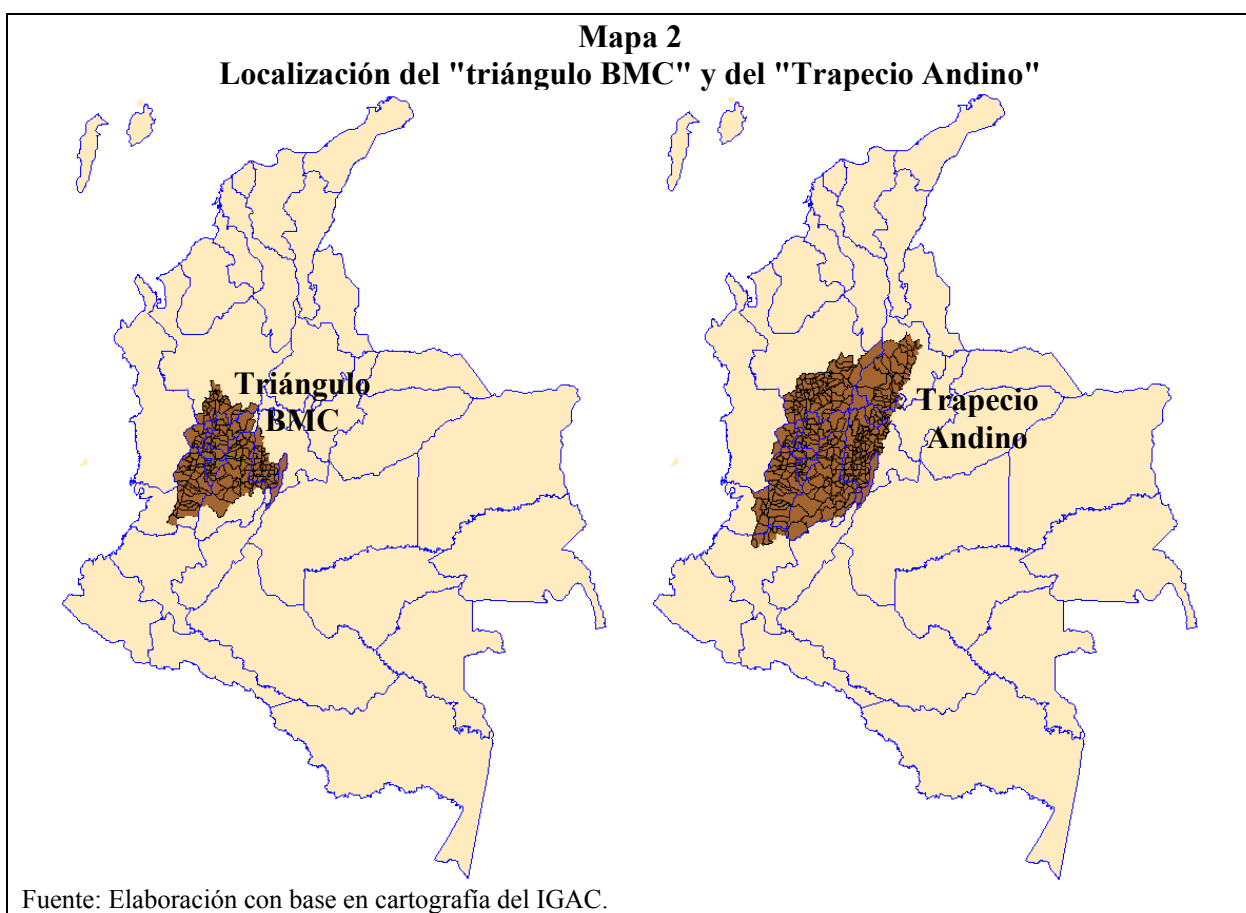 Mapa 2
Localización del "triángulo BMC" y del "Trapecio Andino"
Triángulo
BMC
Trapecio
Andino
Fuente: Elaboración con base en cartografía del IGAC.